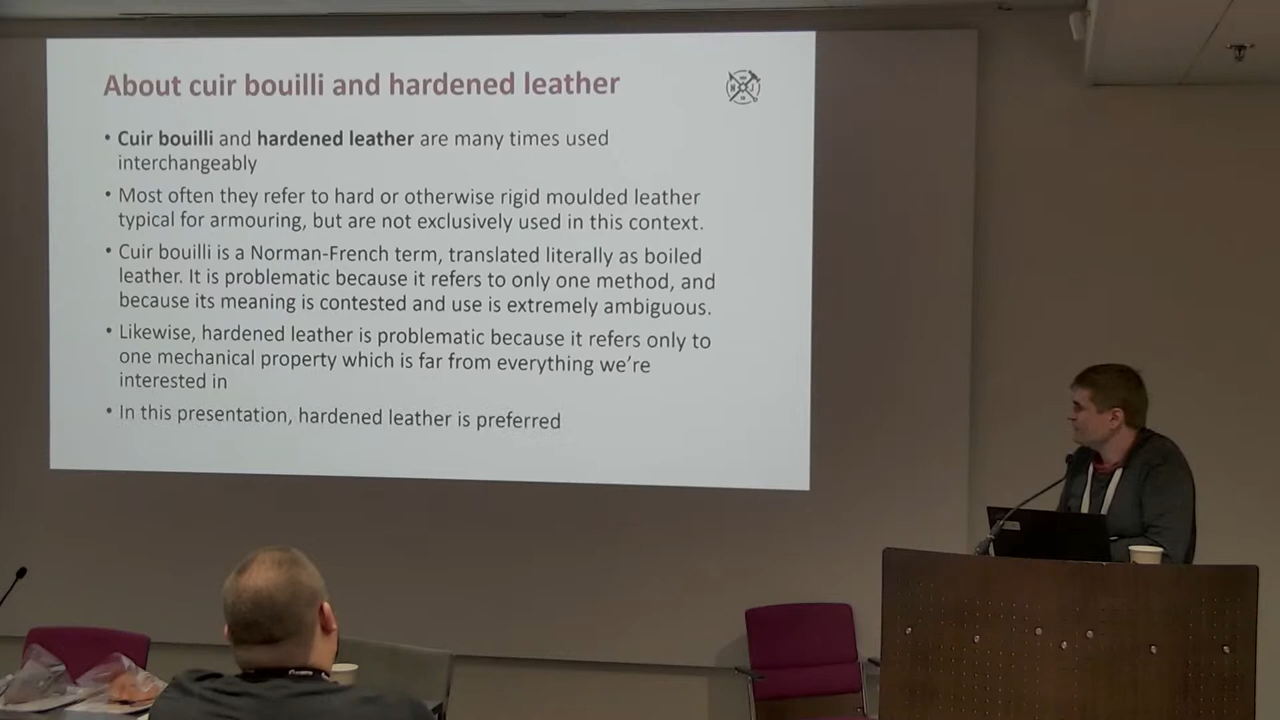 About cuir bouilli and hardened leather
• Cuir bouilli and hardened leather are many times used
intercheably
• Most often they refer to hard or otherwise rigid moulded leather
typical for armouring, but are not exclusively used in this context.
• Cuir bouilli is a Norman-French term, translated literally as boiled
leather. It is problematic because it refers to only one method, and
because its meaning is contested and use is extremely ambiguous.
• Likewise, hardened leather is problematic because it refers only to
one mechanical property which is far from everything we're
interested in
• In this presentation, hardened leather is preferred